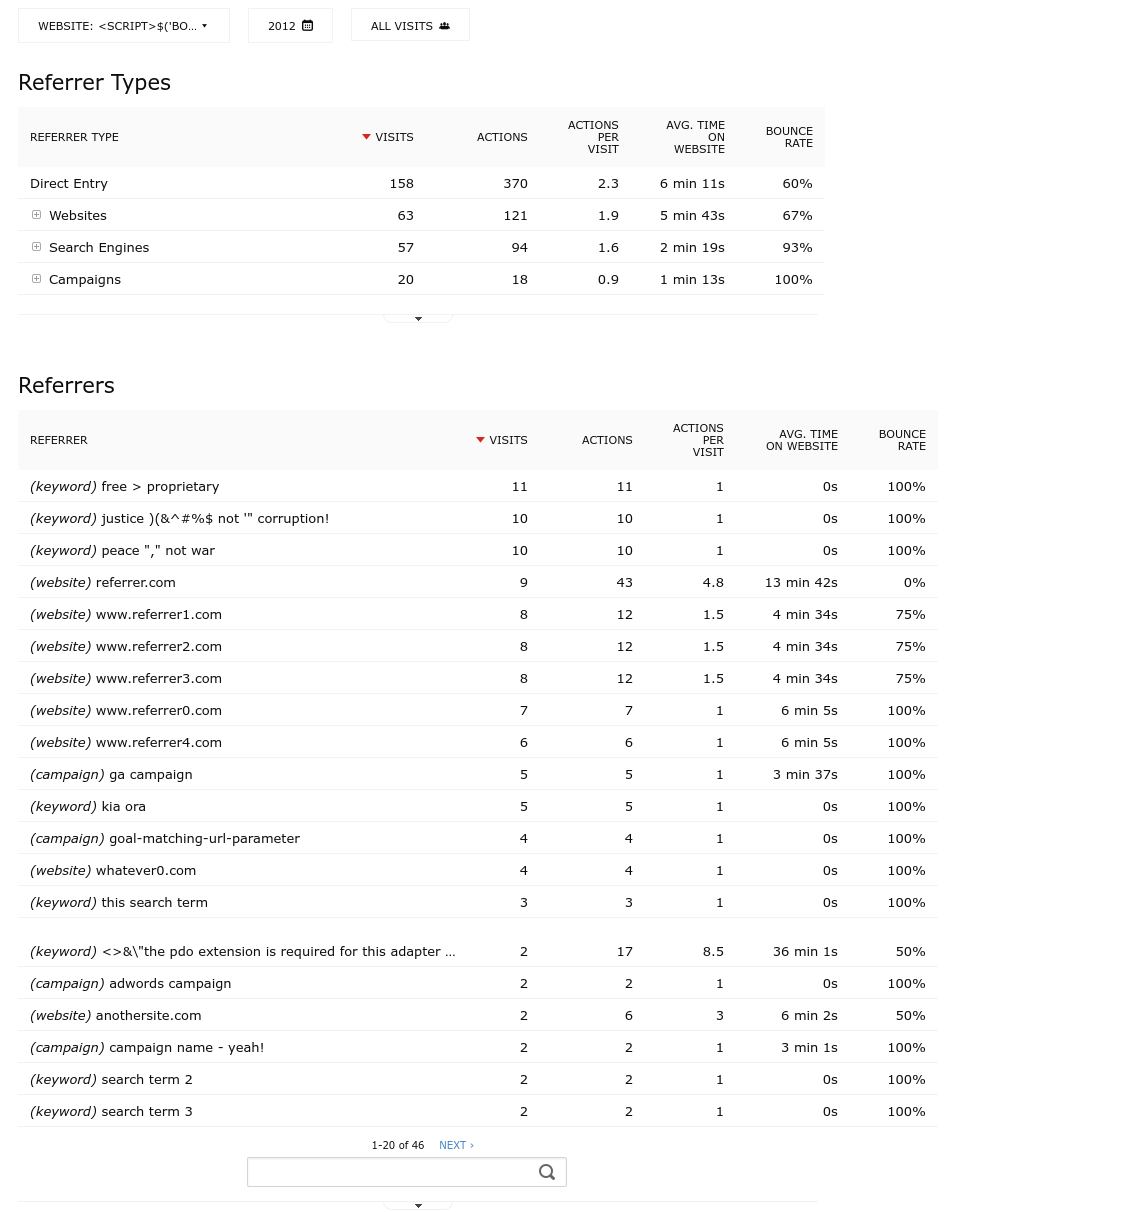 WEBSITE: <SCRIPT>$('BO...
2012
ALL VISITS
Referrer Types
REFERRER TYPE VISITS ACTIONS ACTIONS PER VISIT AVG. TIME ON WEBSITE BOUNCE RATE
Direct Entry 158 370 2.3 6 min 11s 60%
Websites 63 121 1.9 5 min 43s 67%
Search Engines 57 94 1.6 2 min 19s 93%
Campaigns 20 18 0.9 1 min 13s 100%
Referrers
REFERRER VISITS ACTIONS ACTIONS PER VISIT AVG. TIME ON WEBSITE BOUNCE RATE
(keyword) free > proprietary 11 11 1 0s 100%
(keyword) justice )(&^#%$ not '" corruption! 10 10 1 0s 100%
(keyword) peace "," not war 10 10 1 0s 100%
(website) referrer.com 9 43 4.8 13 min 42s 0%
(website) www.referrer1.com 8 12 1.5 4 min 34s 75%
(website) www.referrer2.com 8 12 1.5 4 min 34s 75%
(website) www.referrer3.com 8 12 1.5 4 min 34s 75%
(website) www.referrer0.com 7 7 1 6 min 5s 100%
(website) www.referrer4.com 6 6 1 6 min 5s 100%
(campaign) ga campaign 5 5 1 3 min 37s 100%
(keyword) kia ora 5 5 1 0s 100%
(campaign) goal-matching-url-parameter 4 4 1 0s 100%
(website) whatever0.com 4 4 1 0s 100%
(keyword) this search term 3 3 1 0s 100%
(keyword) <>&\"the pdo extension is required for this adapter ... 2 17 8.5 36 min 1s 50%
(campaign) adwords campaign 2 2 1 0s 100%
(website) anothersite.com 2 6 3 6 min 2s 50%
(campaign) campaign name - yeah! 2 2 1 3 min 1s 100%
(keyword) search term 2 2 2 1 0s 100%
(keyword) search term 3 2 2 1 0s 100%
1-20 of 46 NEXT ›